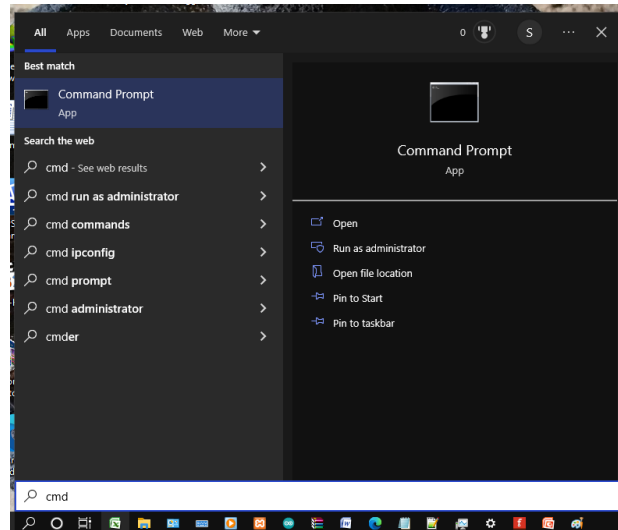 All Apps Documents Web More 0 S ...
Best match
Command Prompt
App
Search the web
cmd - See web results
cmd run as administrator
cmd commands
cmd ipconfig
cmd prompt
cmd administrator
cmder
Command Prompt
App
Open
Run as administrator
Open file location
Pin to Start
Pin to taskbar
cmd